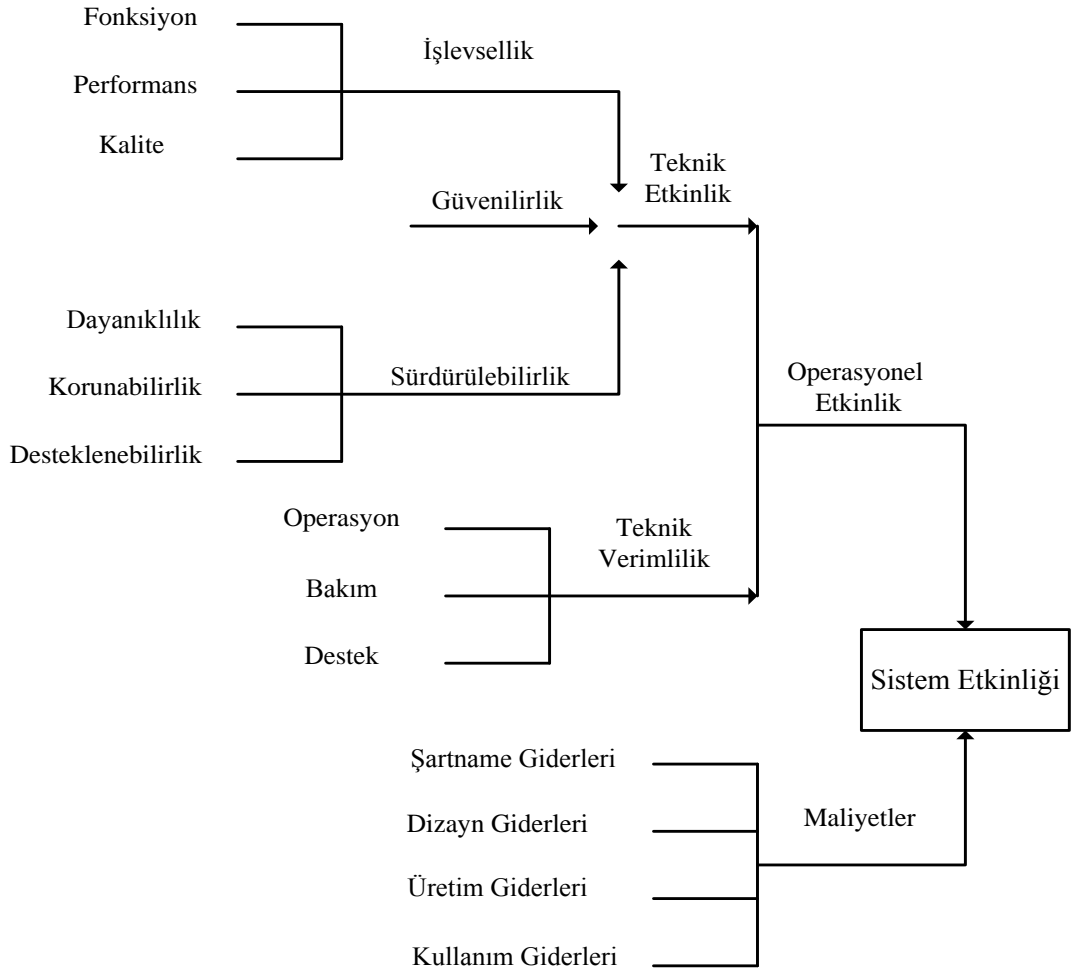 Fonksiyon
İşlevsellik
Performans
Kalite
Teknik
Etkinlik
Güvenilirlik
Dayanıklılık
Korunabilirlik
Sürdürülebilirlik
Operasyonel
Etkinlik
Desteklenebilirlik
Operasyon
Teknik
Verimlilik
Bakım
Destek
Sistem Etkinliği
Şartname Giderleri
Dizayn Giderleri
Maliyetler
Üretim Giderleri
Kullanım Giderleri